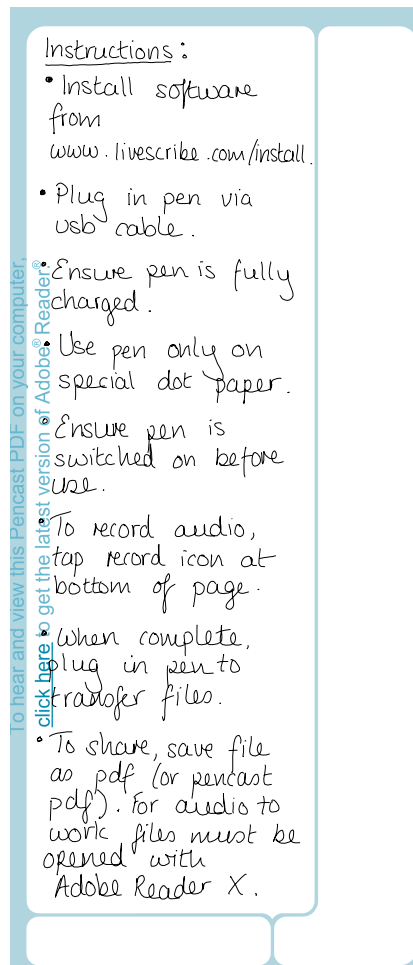 Instructions :
• Install software
from
www.livescribe.com/install.
• Plug in pen via
usb cable.
• Ensure pen is fully
charged.
• Use pen only on
special dot paper.
• Ensure pen is
switched on before
use.
• To record audio,
tap record icon at
bottom of page.
• When complete,
plug in pen to
transfer files.
• To share, save file
as pdf (or pencast
pdf). For audio to
work files must be
opened with
Adobe Reader X.
To hear and view this Pencast PDF on your computer,
click here to get the latest version of Adobe® Reader®.